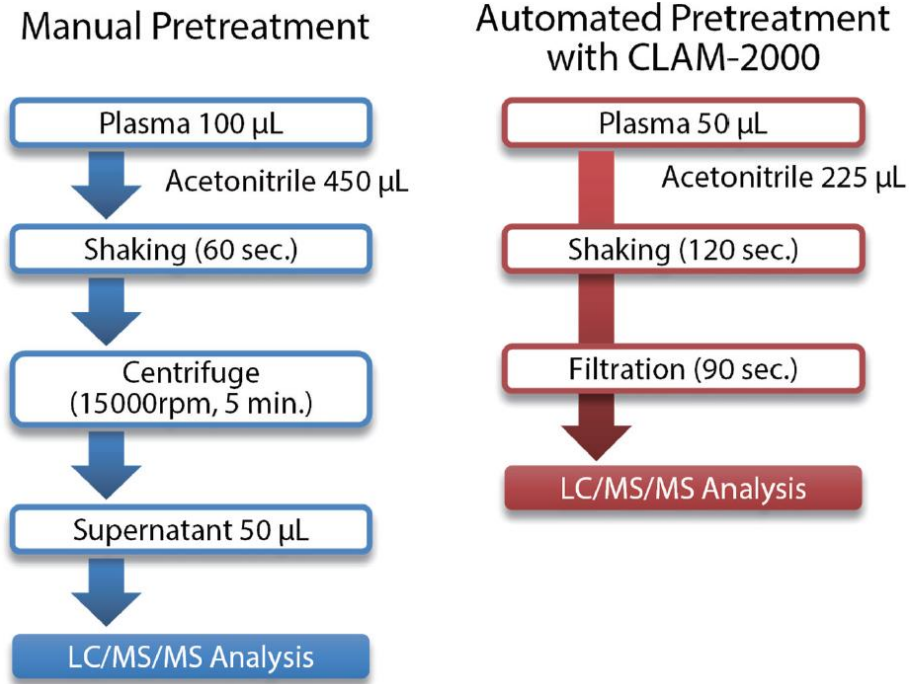 Manual Pretreatment
Plasma 100 µL
Acetonitrile 450 µL
Shaking (60 sec.)
Centrifuge
(15000rpm, 5 min.)
Supernatant 50 µL
LC/MS/MS Analysis
Automated Pretreatment
with CLAM-2000
Plasma 50 µL
Acetonitrile 225 µL
Shaking (120 sec.)
Filtration (90 sec.)
LC/MS/MS Analysis